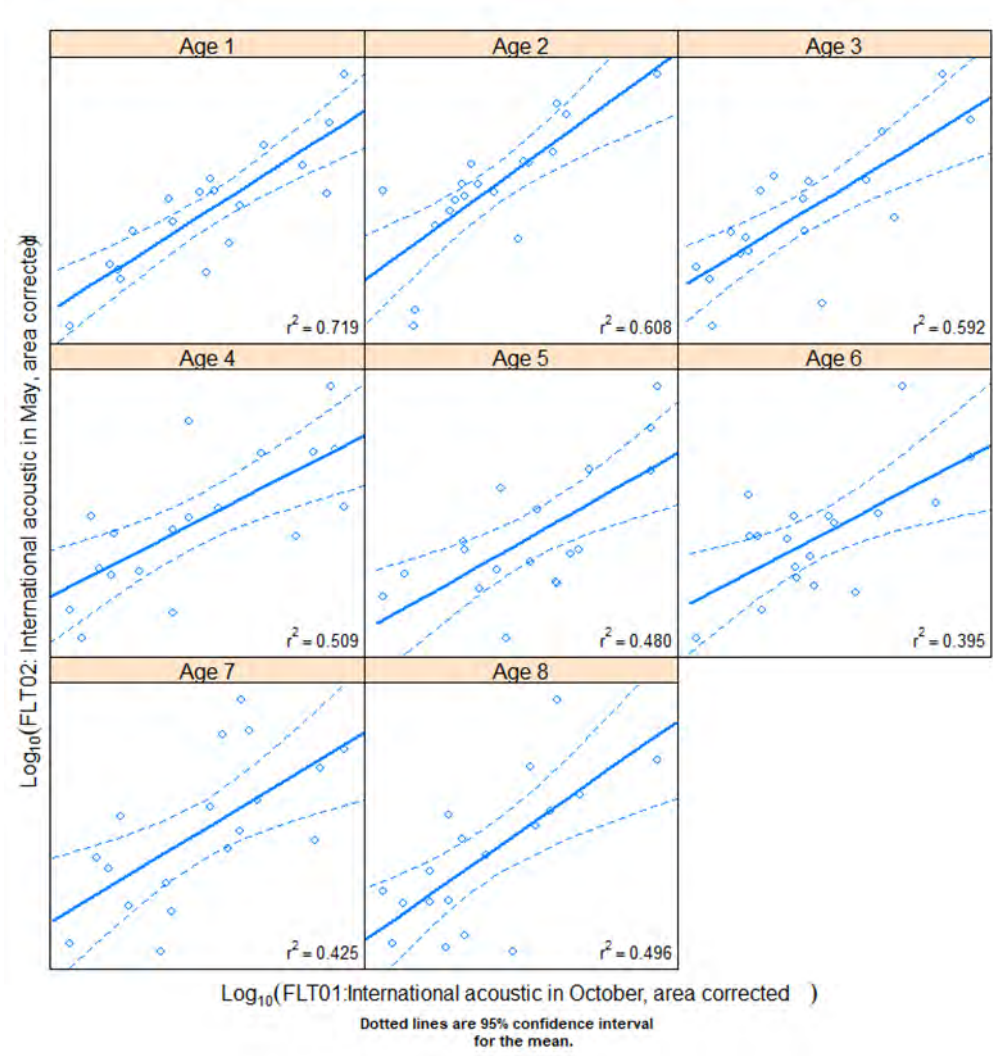 Age 1
Age 2
Age 3
r² = 0.719
r² = 0.608
r² = 0.592
Age 4
Age 5
Age 6
r² = 0.509
r² = 0.480
r² = 0.395
Age 7
Age 8
r² = 0.425
r² = 0.496
Log₁₀(FLT02: International acoustic in May, area corrected)
Log₁₀(FLT01:International acoustic in October, area corrected )
Dotted lines are 95% confidence interval
for the mean.